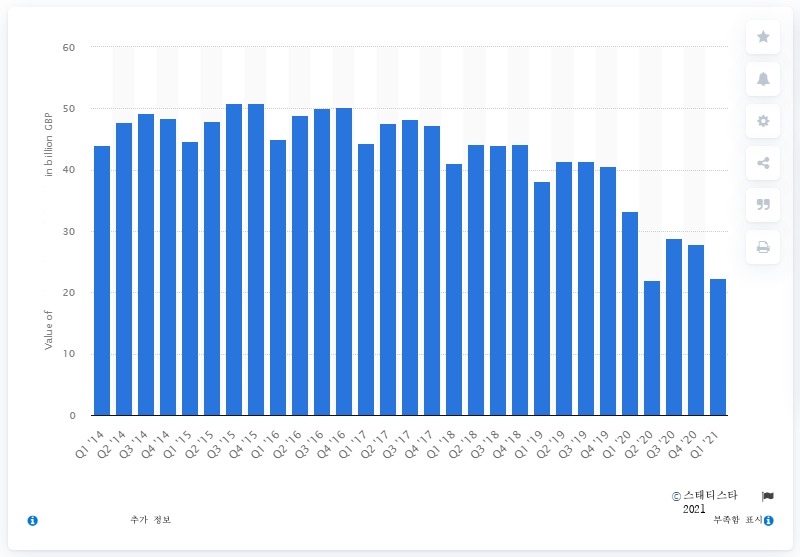 60
50
40
30
20
10
0
Value of in billion GBP
Q1 '14 Q2 '14 Q3 '14 Q4 '14 Q1 '15 Q2 '15 Q3 '15 Q4 '15 Q1 '16 Q2 '16 Q3 '16 Q4 '16 Q1 '17 Q2 '17 Q3 '17 Q4 '17 Q1 '18 Q2 '18 Q3 '18 Q4 '18 Q1 '19 Q2 '19 Q3 '19 Q4 '19 Q1 '20 Q2 '20 Q3 '20 Q4 '20 Q1 '21
© 스태티스타
2021
추가 정보
부족함 표시